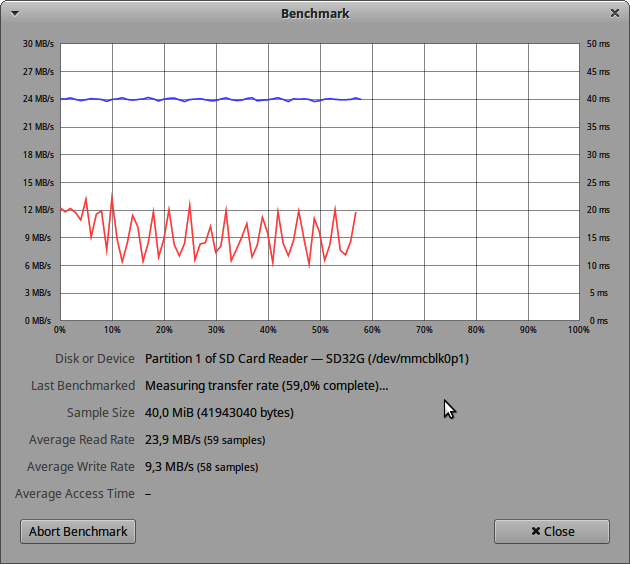 Benchmark
30 MB/s 50 ms
27 MB/s 45 ms
24 MB/s 40 ms
21 MB/s 35 ms
18 MB/s 30 ms
15 MB/s 25 ms
12 MB/s 20 ms
9 MB/s 15 ms
6 MB/s 10 ms
3 MB/s 5 ms
0 MB/s 0 ms
0% 10% 20% 30% 40% 50% 60% 70% 80% 90% 100%
Disk or Device Partition 1 of SD Card Reader — SD32G (/dev/mmcblk0p1)
Last Benchmarked Measuring transfer rate (59,0% complete)...
Sample Size 40,0 MiB (41943040 bytes)
Average Read Rate 23,9 MB/s (59 samples)
Average Write Rate 9,3 MB/s (58 samples)
Average Access Time –
Abort Benchmark ✖ Close